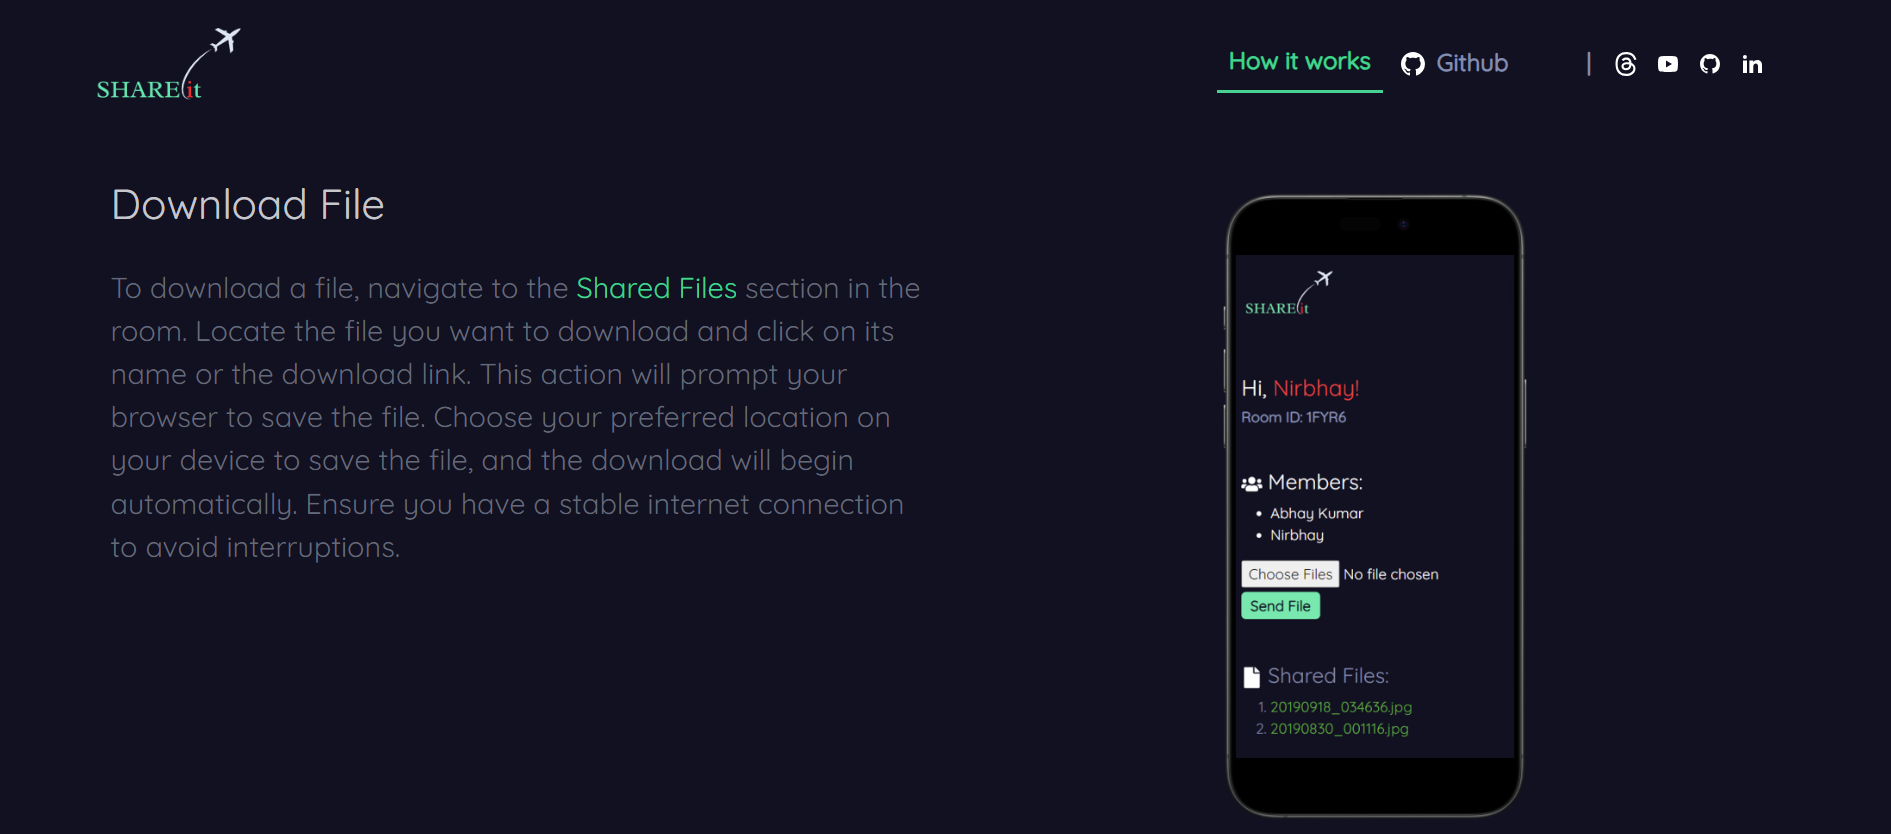 SHAREit
How it works
Github
|
Download File
To download a file, navigate to the Shared Files section in the
room. Locate the file you want to download and click on its
name or the download link. This action will prompt your
browser to save the file. Choose your preferred location on
your device to save the file, and the download will begin
automatically. Ensure you have a stable internet connection
to avoid interruptions.
SHAREit
Hi, Nirbhay!
Room ID: 1FYR6
Members:
• Abhay Kumar
• Nirbhay
Choose Files No file chosen
Send File
Shared Files:
1. 20190918_034636.jpg
2. 20190830_001116.jpg